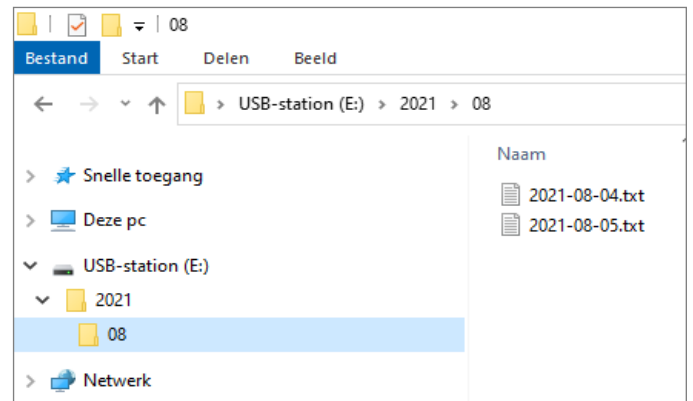 08
Bestand Start Delen Beeld
USB-station (E:) > 2021 > 08
Snelle toegang
Deze pc
USB-station (E:)
2021
08
Netwerk
Naam
2021-08-04.txt
2021-08-05.txt